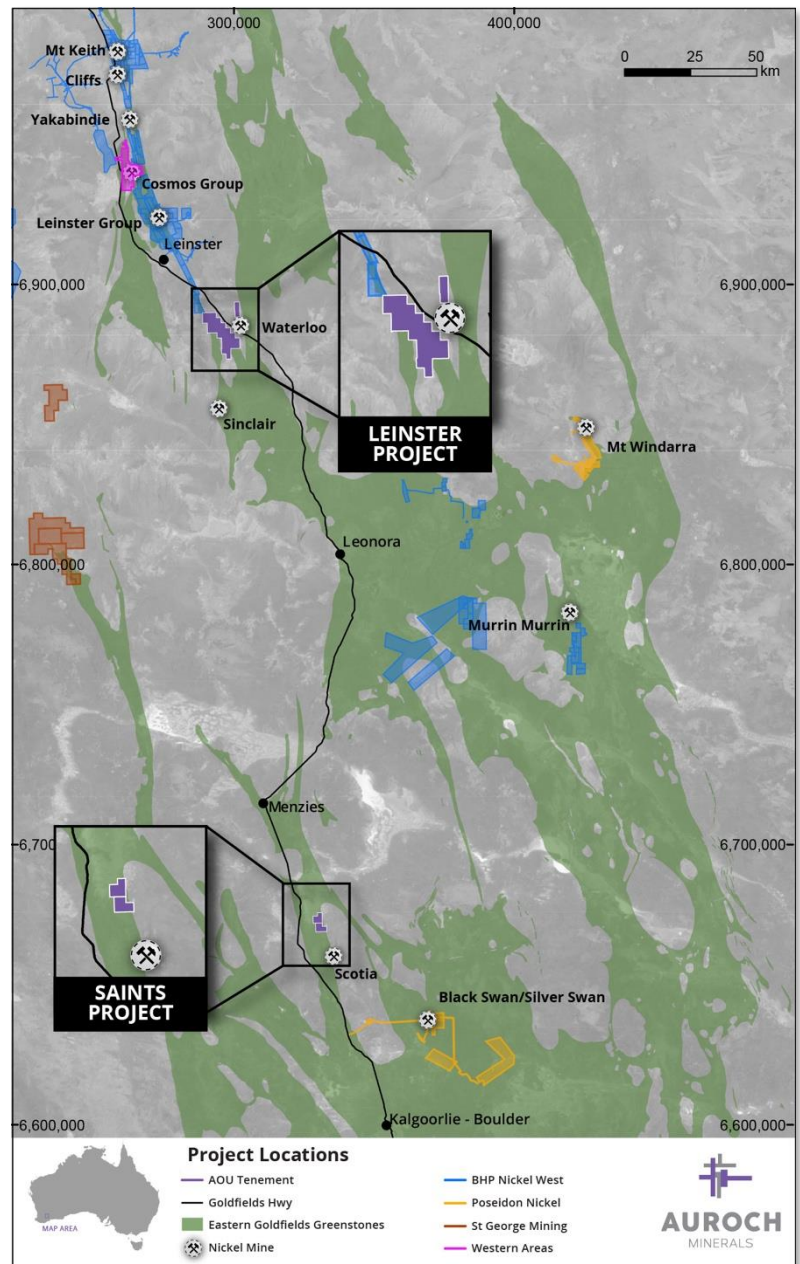 300,000
400,000
Mt Keith
Cliffs
Yakabindie
0 25 50
km
Cosmos Group
Leinster Group
Leinster
6,900,000
6,900,000
Waterloo
LEINSTER
PROJECT
Sinclair
Mt Windarra
Leonora
6,800,000
6,800,000
Murrin Murrin
Menzies
6,700
6,700,000
SAINTS
PROJECT
Scotia
Black Swan/Silver Swan
6,600,000
6,600,000
Kalgoorlie - Boulder
Project Locations
MAP AREA
AOU Tenement
Goldfields Hwy
Eastern Goldfields Greenstones
Nickel Mine
BHP Nickel West
Poseidon Nickel
St George Mining
Western Areas
AUROCH
MINERALS